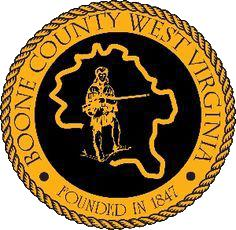 BOONE COUNTY WEST VIRGINIA
FOUNDED IN 1847